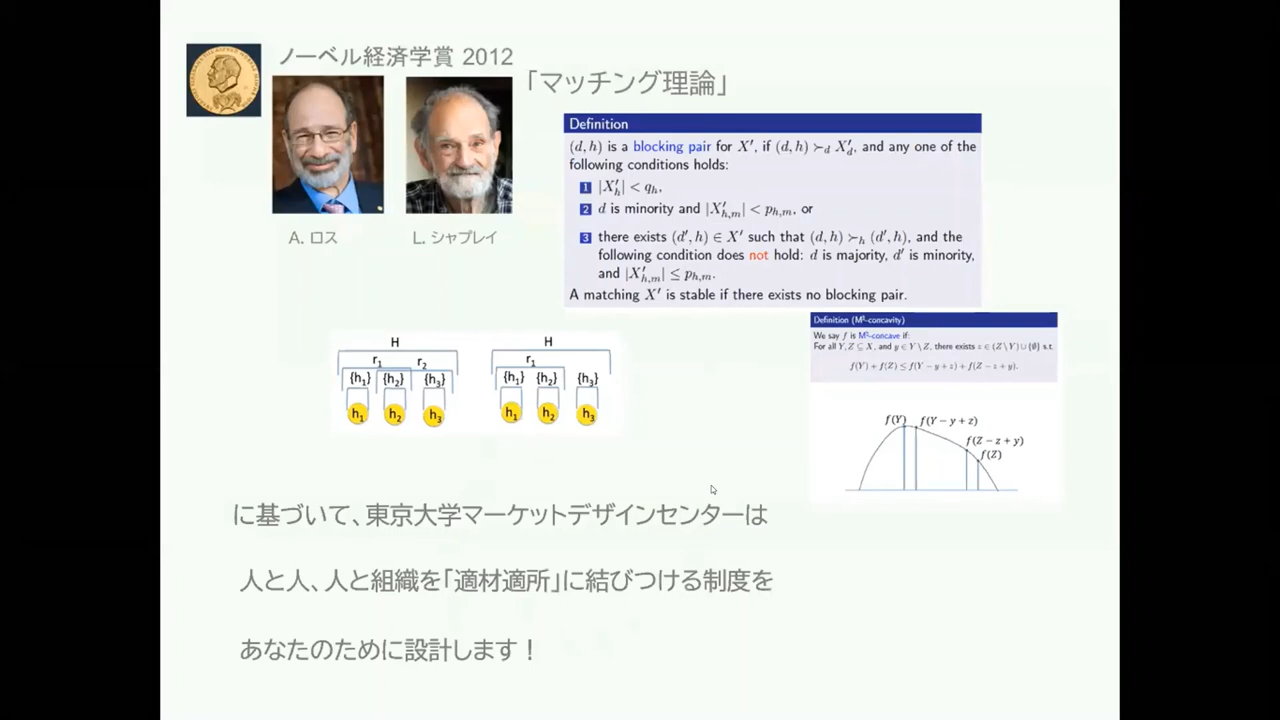 ノーベル経済学賞 2012
「マッチング理論」
A. ロス
L. シャプレイ
Definition
(d, h) is a blocking pair for X′, if (d, h) ≻_d X′_d, and any one of the
following conditions holds:
1 |X′_h| < q_h,
2 d is minority and |X′_{h,m}| < p_{h,m}, or
3 there exists (d′, h) ∈ X′ such that (d, h) ≻_h (d′, h), and the
following condition does not hold: d is majority, d′ is minority,
and |X′_{h,m}| ≤ p_{h,m}.
A matching X′ is stable if there exists no blocking pair.
Definition (M♮-concavity)
We say f is M♮-concave if:
For all Y, Z ⊆ X, and y ∈ Y \ Z, there exists z ∈ (Z \ Y) ∪ {∅} s.t.
f(Y) + f(Z) ≤ f(Y − y + z) + f(Z − z + y).
H
r₁ r₂
{h₁} {h₂} {h₃}
h₁ h₂ h₃
H
r₁
{h₁} {h₂} {h₃}
h₁ h₂ h₃
f(Y) f(Y − y + z)
f(Z − z + y)
f(Z)
に基づいて、東京大学マーケットデザインセンターは
人と人、人と組織を「適材適所」に結びつける制度を
あなたのために設計します！